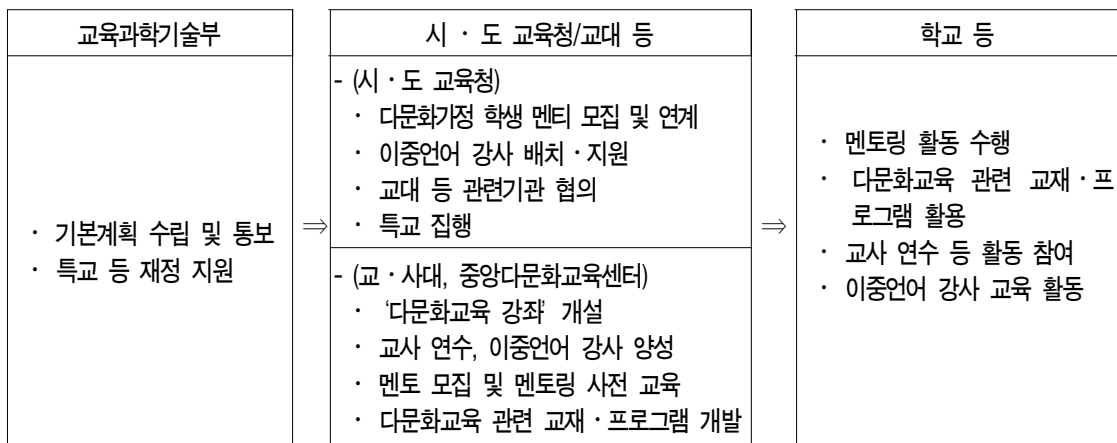 교육과학기술부
· 기본계획 수립 및 통보
· 특교 등 재정 지원
⇒
시 · 도 교육청/교대 등
- (시 · 도 교육청)
· 다문화가정 학생 멘티 모집 및 연계
· 이중언어 강사 배치 · 지원
· 교대 등 관련기관 협의
· 특교 집행
- (교 · 사대, 중앙다문화교육센터)
· ‘다문화교육 강좌’ 개설
· 교사 연수, 이중언어 강사 양성
· 멘토 모집 및 멘토링 사전 교육
· 다문화교육 관련 교재 · 프로그램 개발
⇒
학교 등
· 멘토링 활동 수행
· 다문화교육 관련 교재 · 프
로그램 활용
· 교사 연수 등 활동 참여
· 이중언어 강사 교육 활동